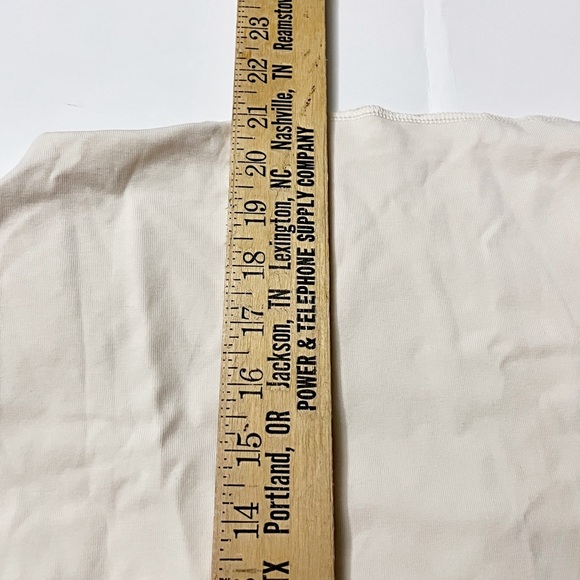 14 15 16 17 18 19 20 21 22 23
TX Portland, OR Jackson, TN Lexington, NC Nashville, TN
POWER & TELEPHONE SUPPLY COMPANY